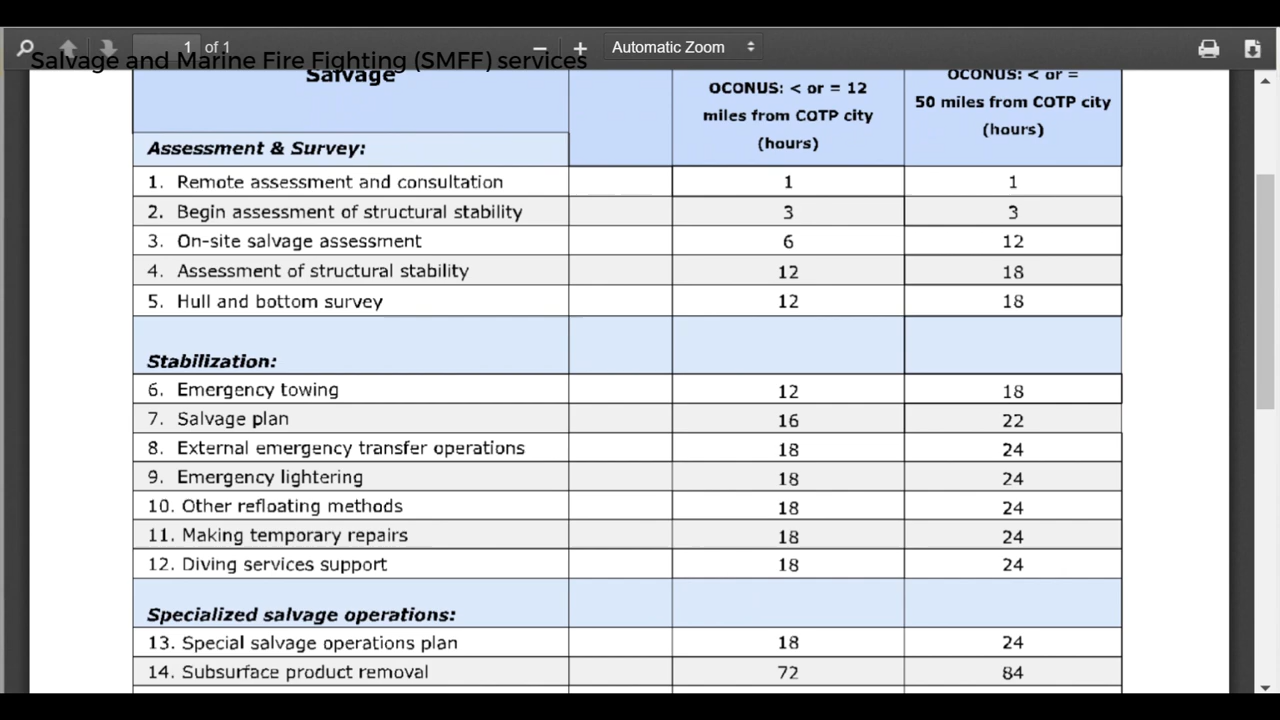 1 of 1
Automatic Zoom
Salvage and Marine Fire Fighting (SMFF) services
Salvage
OCONUS: < or = 12
miles from COTP city
(hours)
OCONUS: < or =
50 miles from COTP city
(hours)
Assessment & Survey:
1. Remote assessment and consultation 1 1
2. Begin assessment of structural stability 3 3
3. On-site salvage assessment 6 12
4. Assessment of structural stability 12 18
5. Hull and bottom survey 12 18
Stabilization:
6. Emergency towing 12 18
7. Salvage plan 16 22
8. External emergency transfer operations 18 24
9. Emergency lightering 18 24
10. Other refloating methods 18 24
11. Making temporary repairs 18 24
12. Diving services support 18 24
Specialized salvage operations:
13. Special salvage operations plan 18 24
14. Subsurface product removal 72 84